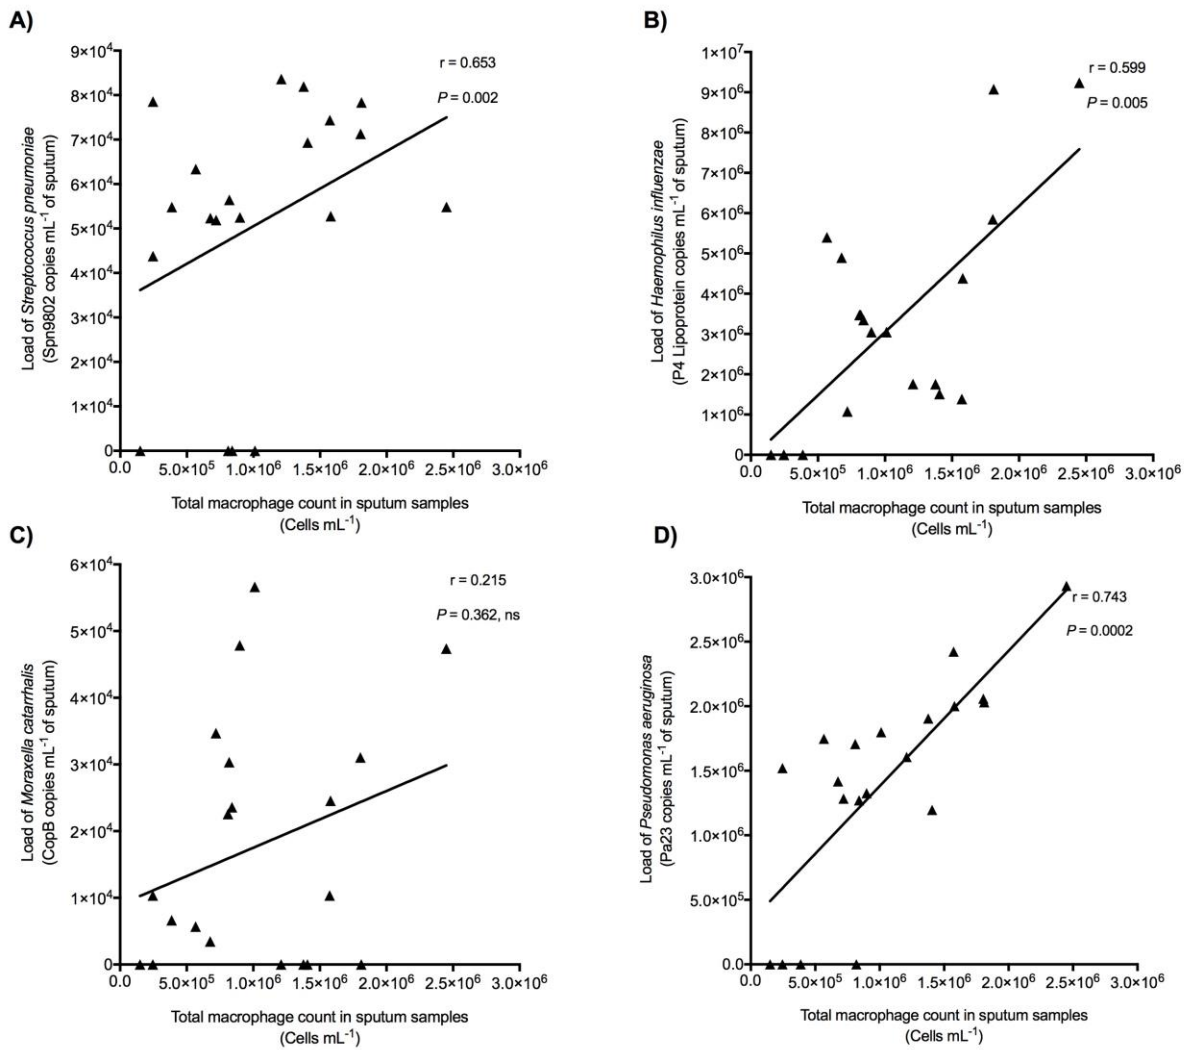 A)
9×10⁴
8×10⁴
7×10⁴
6×10⁴
5×10⁴
4×10⁴
3×10⁴
2×10⁴
1×10⁴
0
Load of Streptococcus pneumoniae
(Spn9802 copies mL⁻¹ of sputum)
r = 0.653
P = 0.002
0.0 5.0×10⁵ 1.0×10⁶ 1.5×10⁶ 2.0×10⁶ 2.5×10⁶ 3.0×10⁶
Total macrophage count in sputum samples
(Cells mL⁻¹)
B)
1×10⁷
9×10⁶
8×10⁶
7×10⁶
6×10⁶
5×10⁶
4×10⁶
3×10⁶
2×10⁶
1×10⁶
0
Load of Haemophilus influenzae
(P4 Lipoprotein copies mL⁻¹ of sputum)
r = 0.599
P = 0.005
0.0 5.0×10⁵ 1.0×10⁶ 1.5×10⁶ 2.0×10⁶ 2.5×10⁶ 3.0×10⁶
Total macrophage count in sputum samples
(Cells mL⁻¹)
C)
6×10⁴
5×10⁴
4×10⁴
3×10⁴
2×10⁴
1×10⁴
0
Load of Moraxella catarrhalis
(CopB copies mL⁻¹ of sputum)
r = 0.215
P = 0.362, ns
0.0 5.0×10⁵ 1.0×10⁶ 1.5×10⁶ 2.0×10⁶ 2.5×10⁶ 3.0×10⁶
Total macrophage count in sputum samples
(Cells mL⁻¹)
D)
3.0×10⁶
2.5×10⁶
2.0×10⁶
1.5×10⁶
1.0×10⁶
5.0×10⁵
0.0
Load of Pseudomonas aeruginosa
(Pa23 copies mL⁻¹ of sputum)
r = 0.743
P = 0.0002
0.0 5.0×10⁵ 1.0×10⁶ 1.5×10⁶ 2.0×10⁶ 2.5×10⁶ 3.0×10⁶
Total macrophage count in sputum samples
(Cells mL⁻¹)